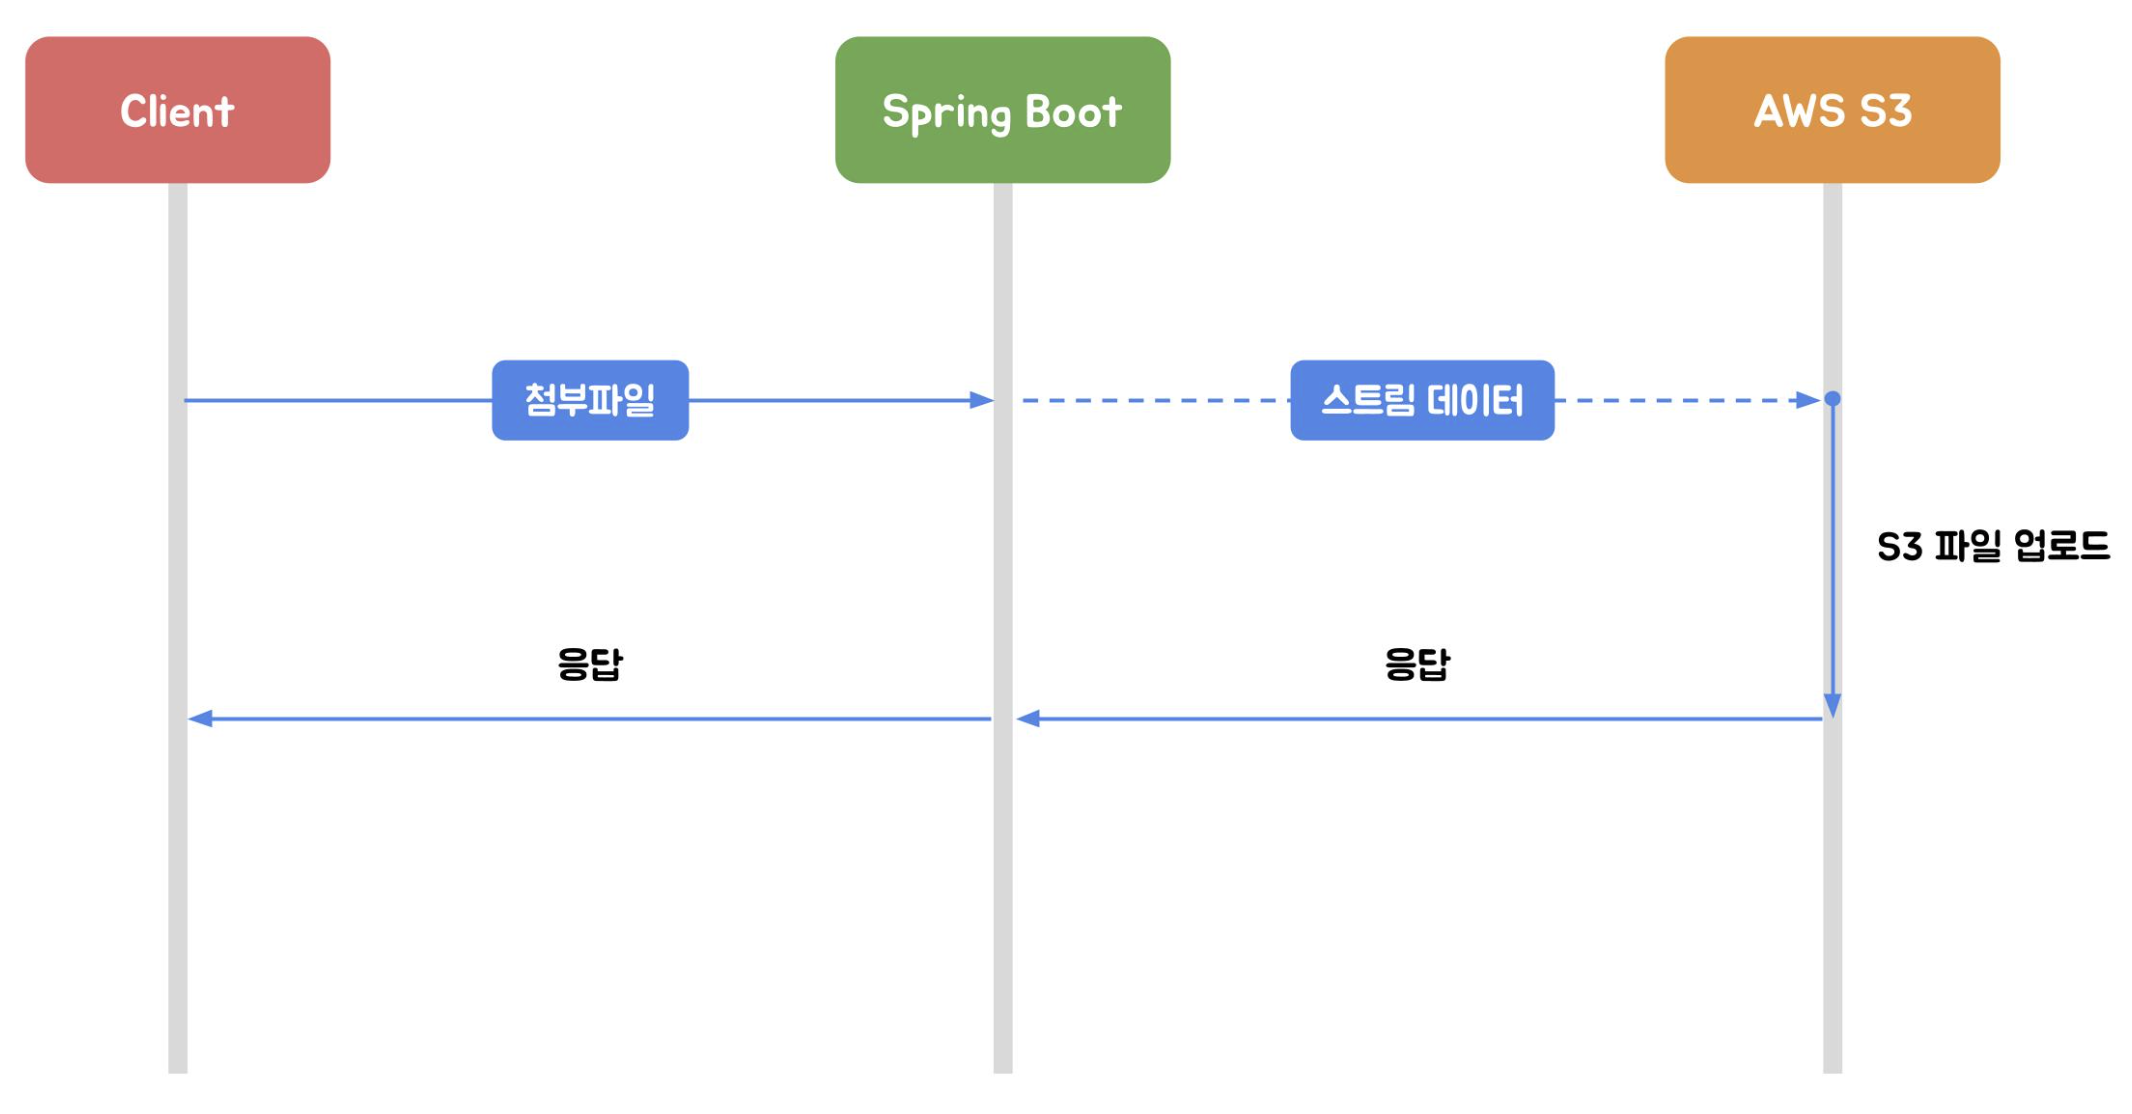 Client
Spring Boot
AWS S3
첨부파일
스트림 데이터
S3 파일 업로드
응답
응답